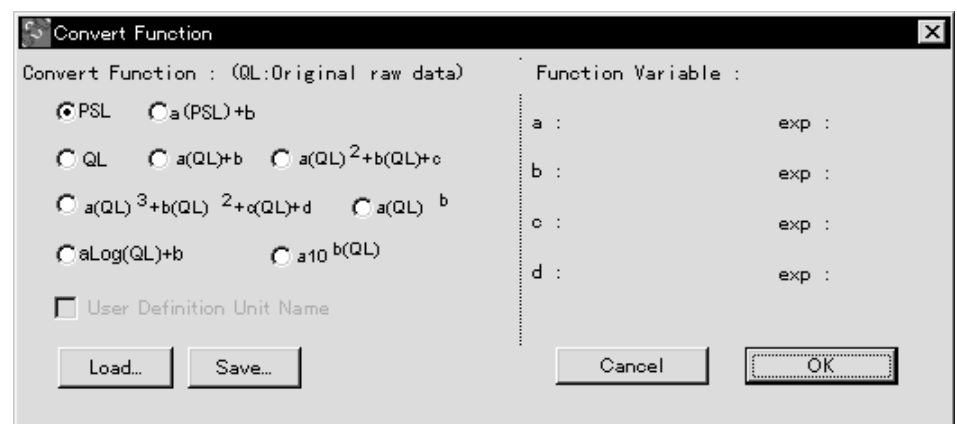 Convert Function
Convert Function : (QL:Original raw data)
Function Variable :
PSL a(PSL)+b
a : exp :
QL a(QL)+b a(QL)²+b(QL)+c
b : exp :
a(QL)³+b(QL)²+c(QL)+d a(QL)ᵇ
c : exp :
aLog(QL)+b a10 b(QL)
d : exp :
User Definition Unit Name
Load... Save... Cancel OK